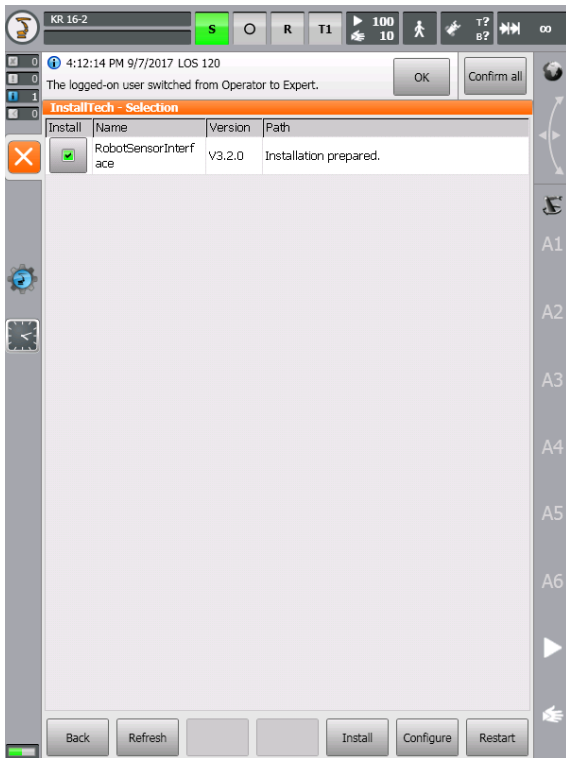 KR 16-2
S O R T1 100 10 T? B? ∞
0
0
1
0
4:12:14 PM 9/7/2017 LOS 120
The logged-on user switched from Operator to Expert.
OK
Confirm all
InstallTech - Selection
Install Name Version Path
RobotSensorInterf
ace
V3.2.0
Installation prepared.
A1
A2
A3
A4
A5
A6
Back Refresh Install Configure Restart